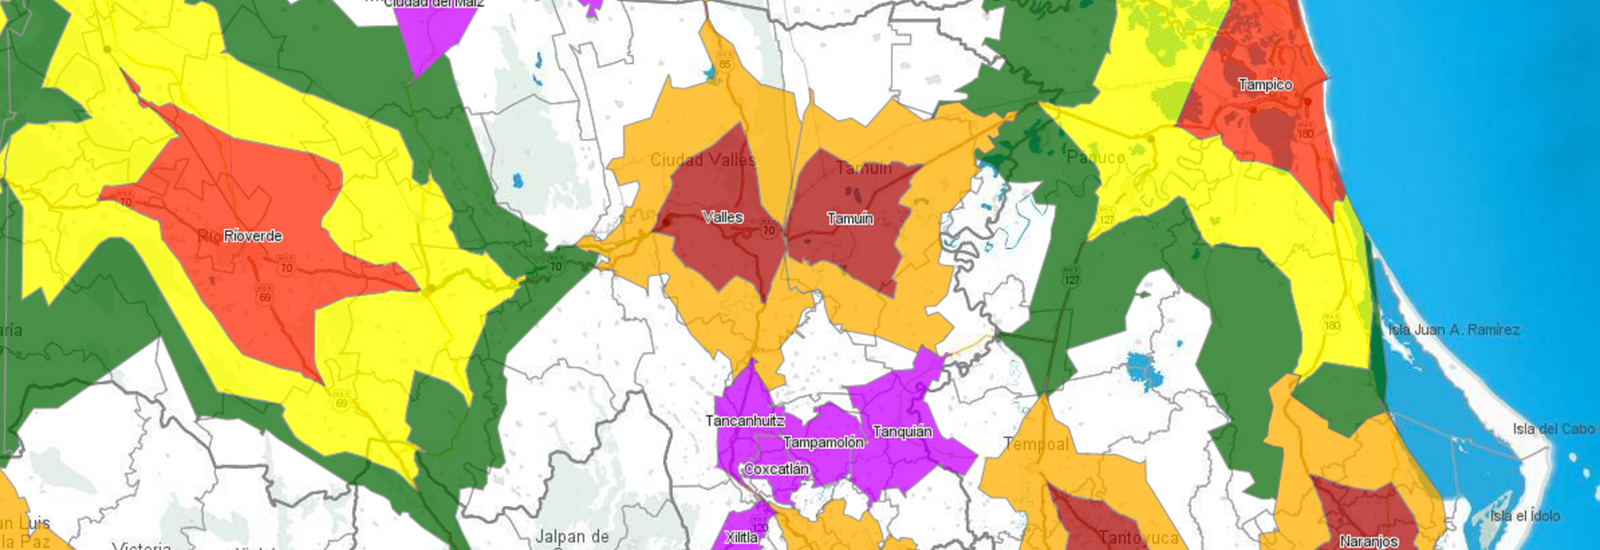 Ciudad del Maíz
85
Tampico
180
Ciudad Valles
Tamuín
Pánuco
70
Valles
70
Tamuín
127
Ríoverde
70
69
70
127
180
Isla Juan A. Ramírez
69
Tancanhuitz
Tampamolón
Tanquián
Coxcatlán
Tempoal
Isla del Cabo
120
Xilitla
Jalpan de
Tantoyuca
Naranjos
Isla el Ídolo
an Luis
la Paz
Victoria